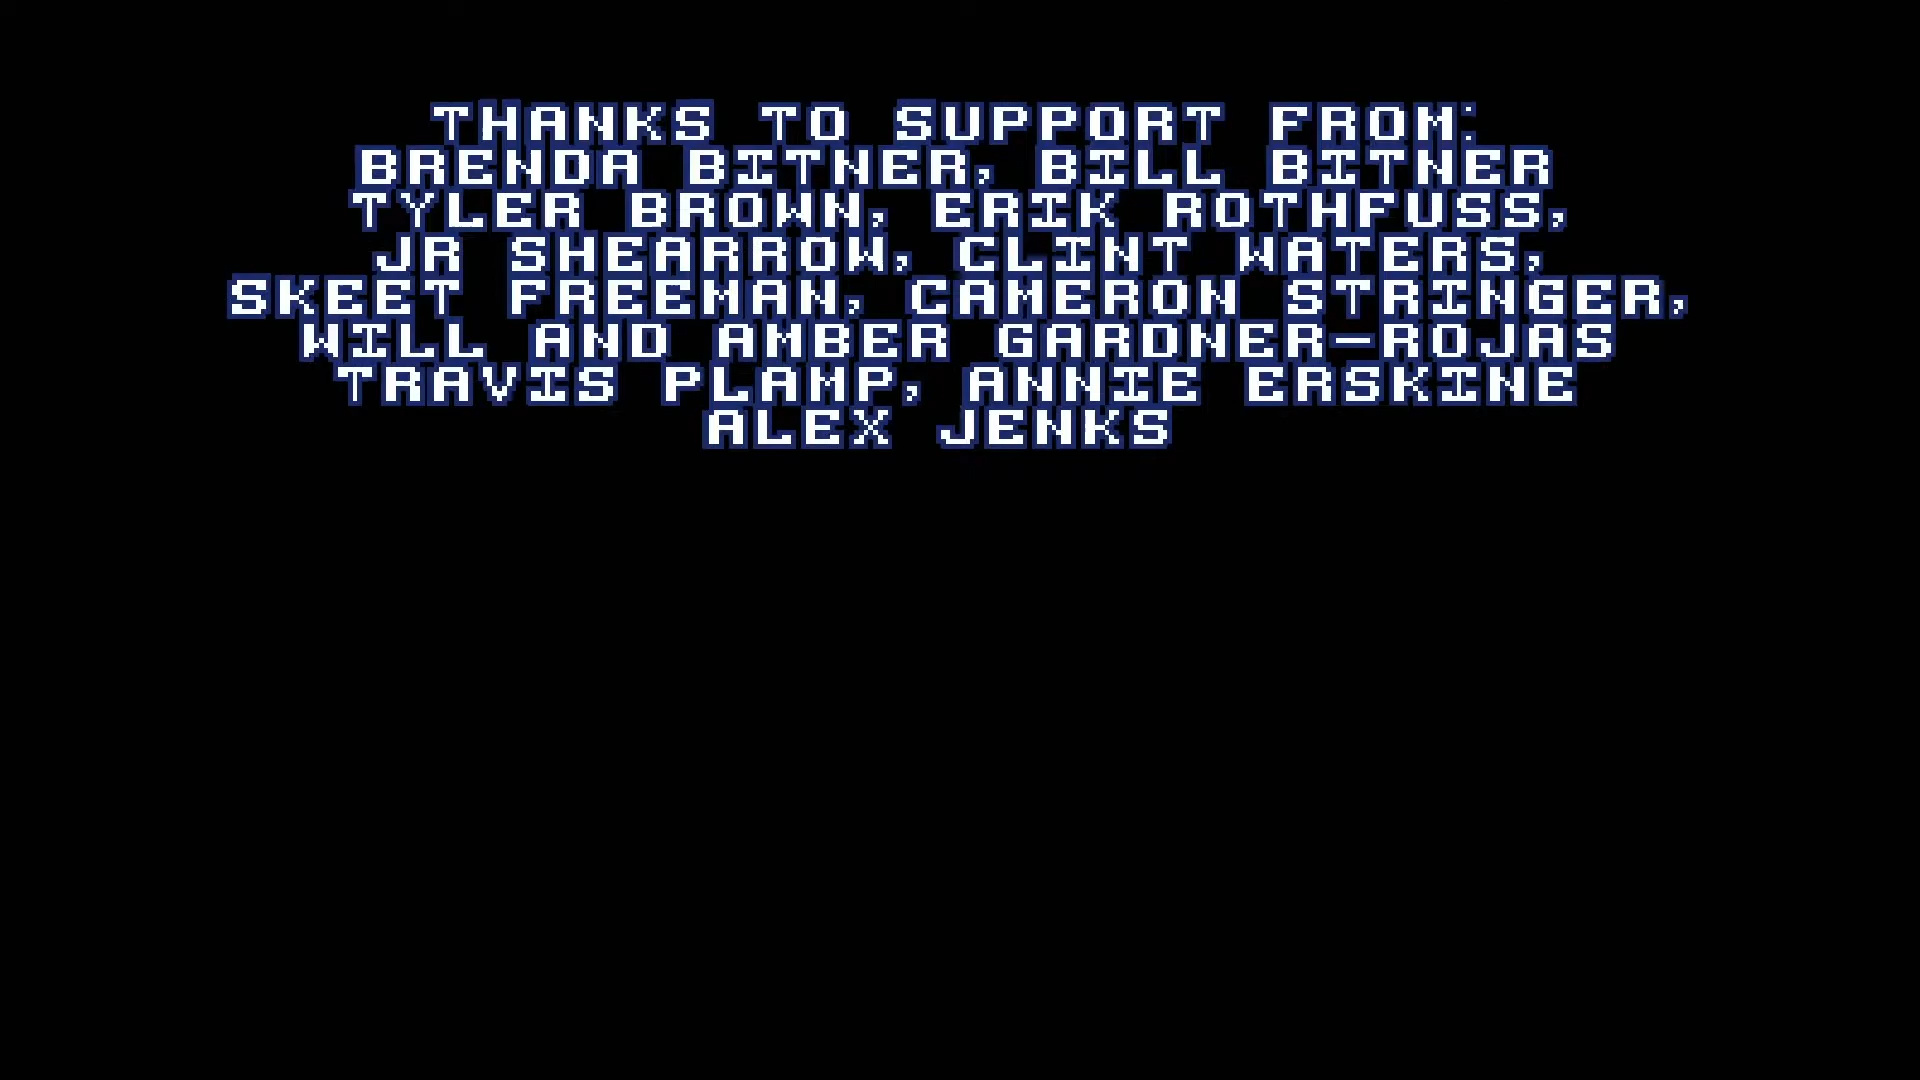 THANKS TO SUPPORT FROM:
BRENDA BITNER, BILL BITNER
TYLER BROWN, ERIK ROTHFUSS,
JR SHEARROW, CLINT WATERS,
SKEET FREEMAN, CAMERON STRINGER,
WILL AND AMBER GARDNER-ROJAS
TRAVIS PLAMP, ANNIE ERSKINE
ALEX JENKS